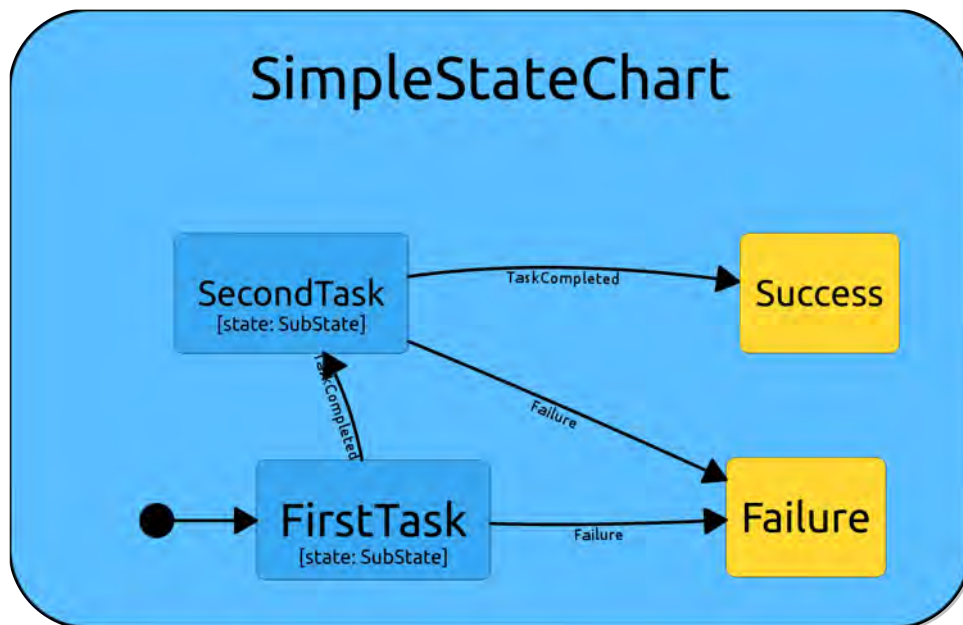 SimpleStateChart
SecondTask
[state: SubState]
TaskCompleted
Success
TaskCompleted
Failure
FirstTask
[state: SubState]
Failure
Failure